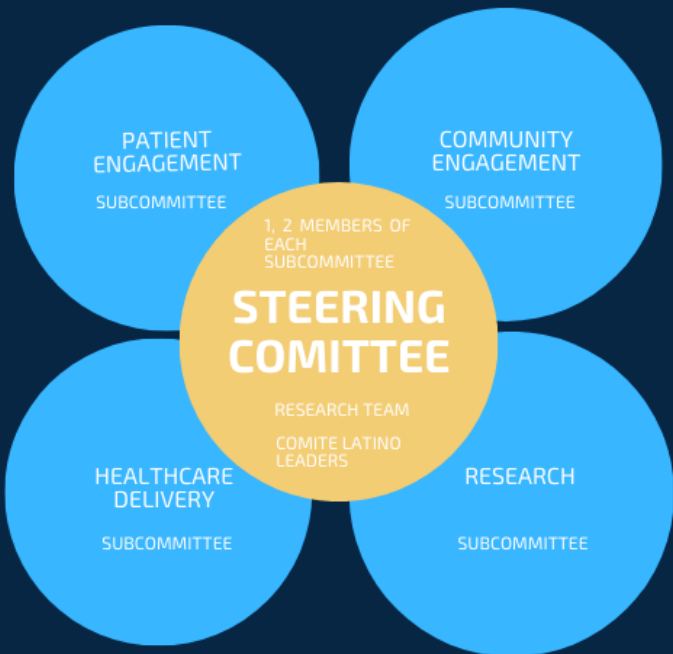 PATIENT
ENGAGEMENT
SUBCOMMITTEE
COMMUNITY
ENGAGEMENT
SUBCOMMITTEE
1, 2 MEMBERS OF
EACH
SUBCOMMITTEE
STEERING
COMITTEE
RESEARCH TEAM
COMITE LATINO
LEADERS
HEALTHCARE
DELIVERY
SUBCOMMITTEE
RESEARCH
SUBCOMMITTEE